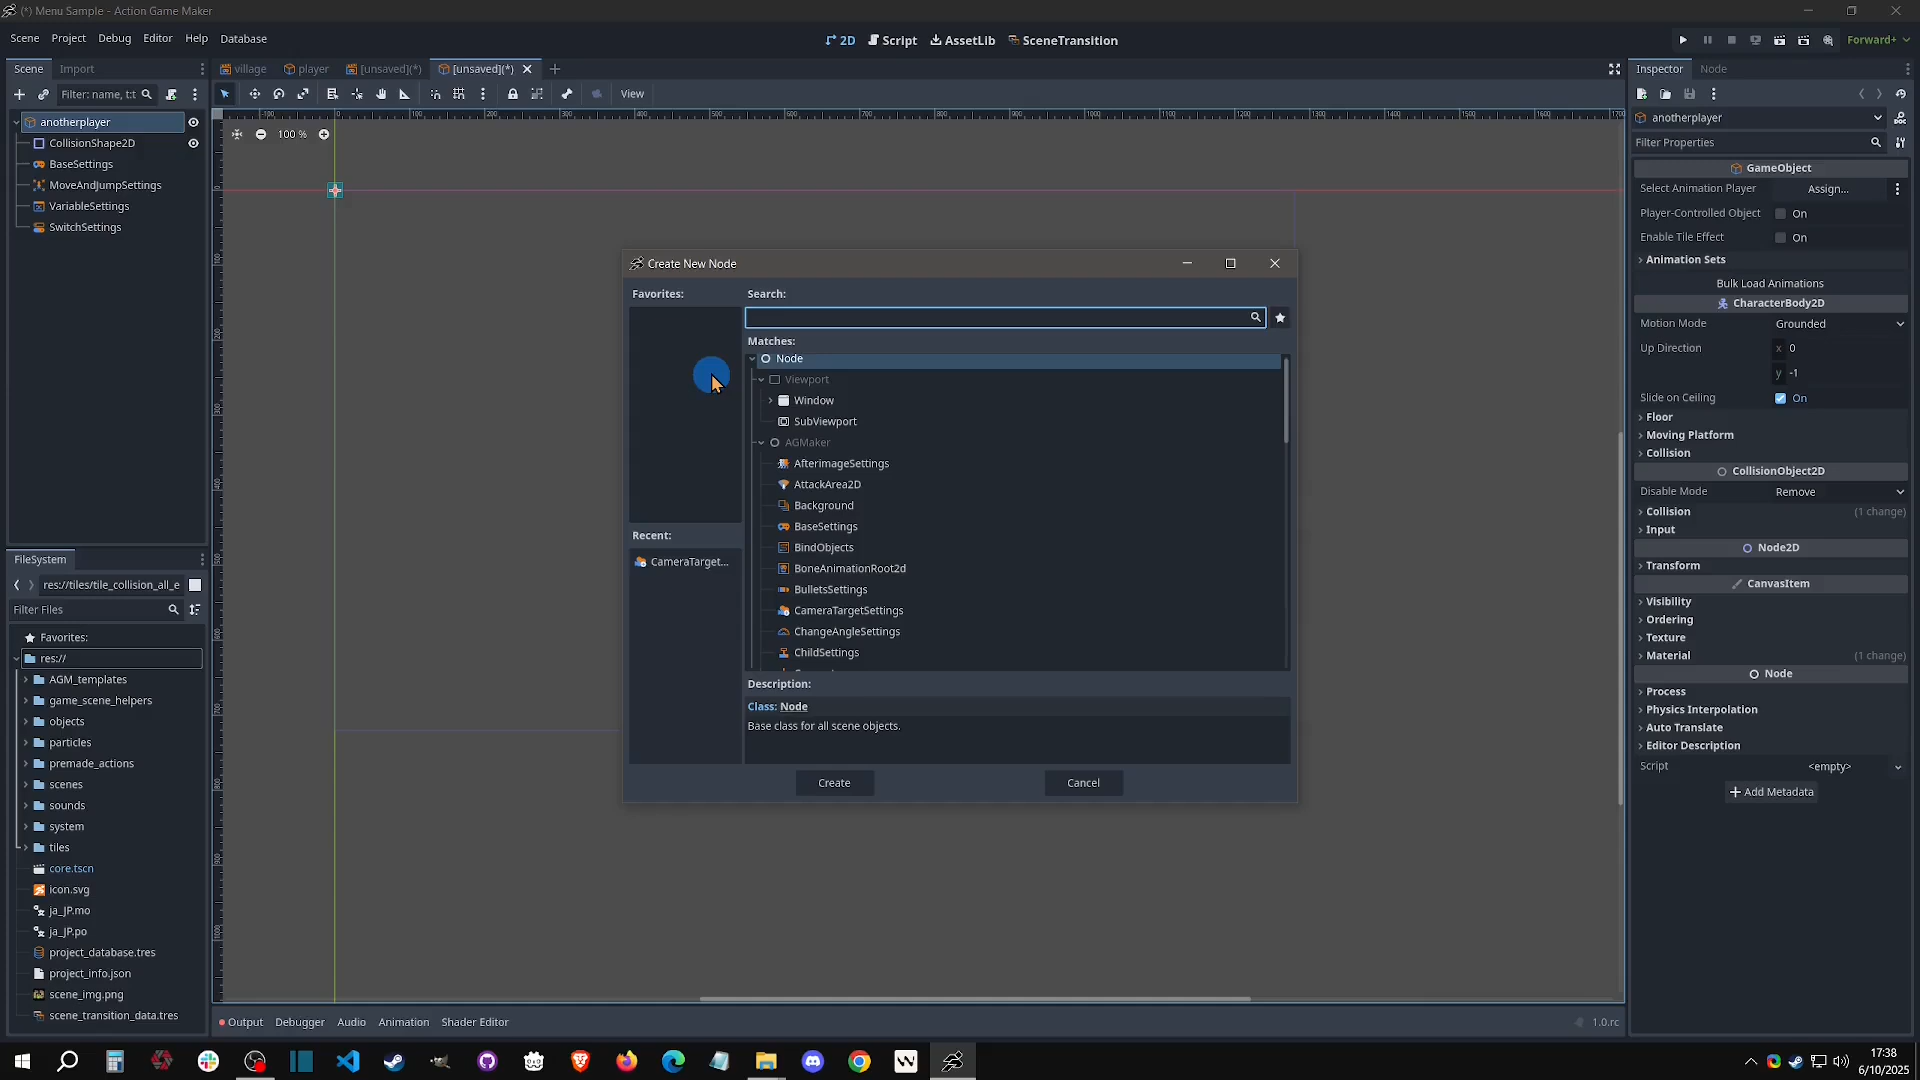 (*) Menu Sample - Action Game Maker
Scene Project Debug Editor Help Database
2D Script AssetLib SceneTransition
Forward+
Scene Import
village player [unsaved](*) [unsaved](*)
Inspector Node
Filter: name, t:t
View
anotherplayer
CollisionShape2D
BaseSettings
MoveAndJumpSettings
VariableSettings
SwitchSettings
100 %
Create New Node
Favorites:
Search:
Matches:
Node
Viewport
Window
SubViewport
AGMaker
AfterimageSettings
AttackArea2D
Background
BaseSettings
BindObjects
BoneAnimationRoot2d
BulletsSettings
CameraTargetSettings
ChangeAngleSettings
ChildSettings
Recent:
CameraTarget...
Description:
Class: Node
Base class for all scene objects.
Create Cancel
anotherplayer
Filter Properties
GameObject
Select Animation Player Assign...
Player-Controlled Object On
Enable Tile Effect On
Animation Sets
Bulk Load Animations
CharacterBody2D
Motion Mode Grounded
Up Direction x 0
y -1
Slide on Ceiling On
Floor
Moving Platform
Collision
CollisionObject2D
Disable Mode Remove
Collision (1 change)
Input
Node2D
Transform
CanvasItem
Visibility
Ordering
Texture
Material (1 change)
Node
Process
Physics Interpolation
Auto Translate
Editor Description
Script <empty>
Add Metadata
FileSystem
res://tiles/tile_collision_all_e
Filter Files
Favorites:
res://
AGM_templates
game_scene_helpers
objects
particles
premade_actions
scenes
sounds
system
tiles
core.tscn
icon.svg
ja_JP.mo
ja_JP.po
project_database.tres
project_info.json
scene_img.png
scene_transition_data.tres
Output Debugger Audio Animation Shader Editor
1.0.rc
17:38
6/10/2025